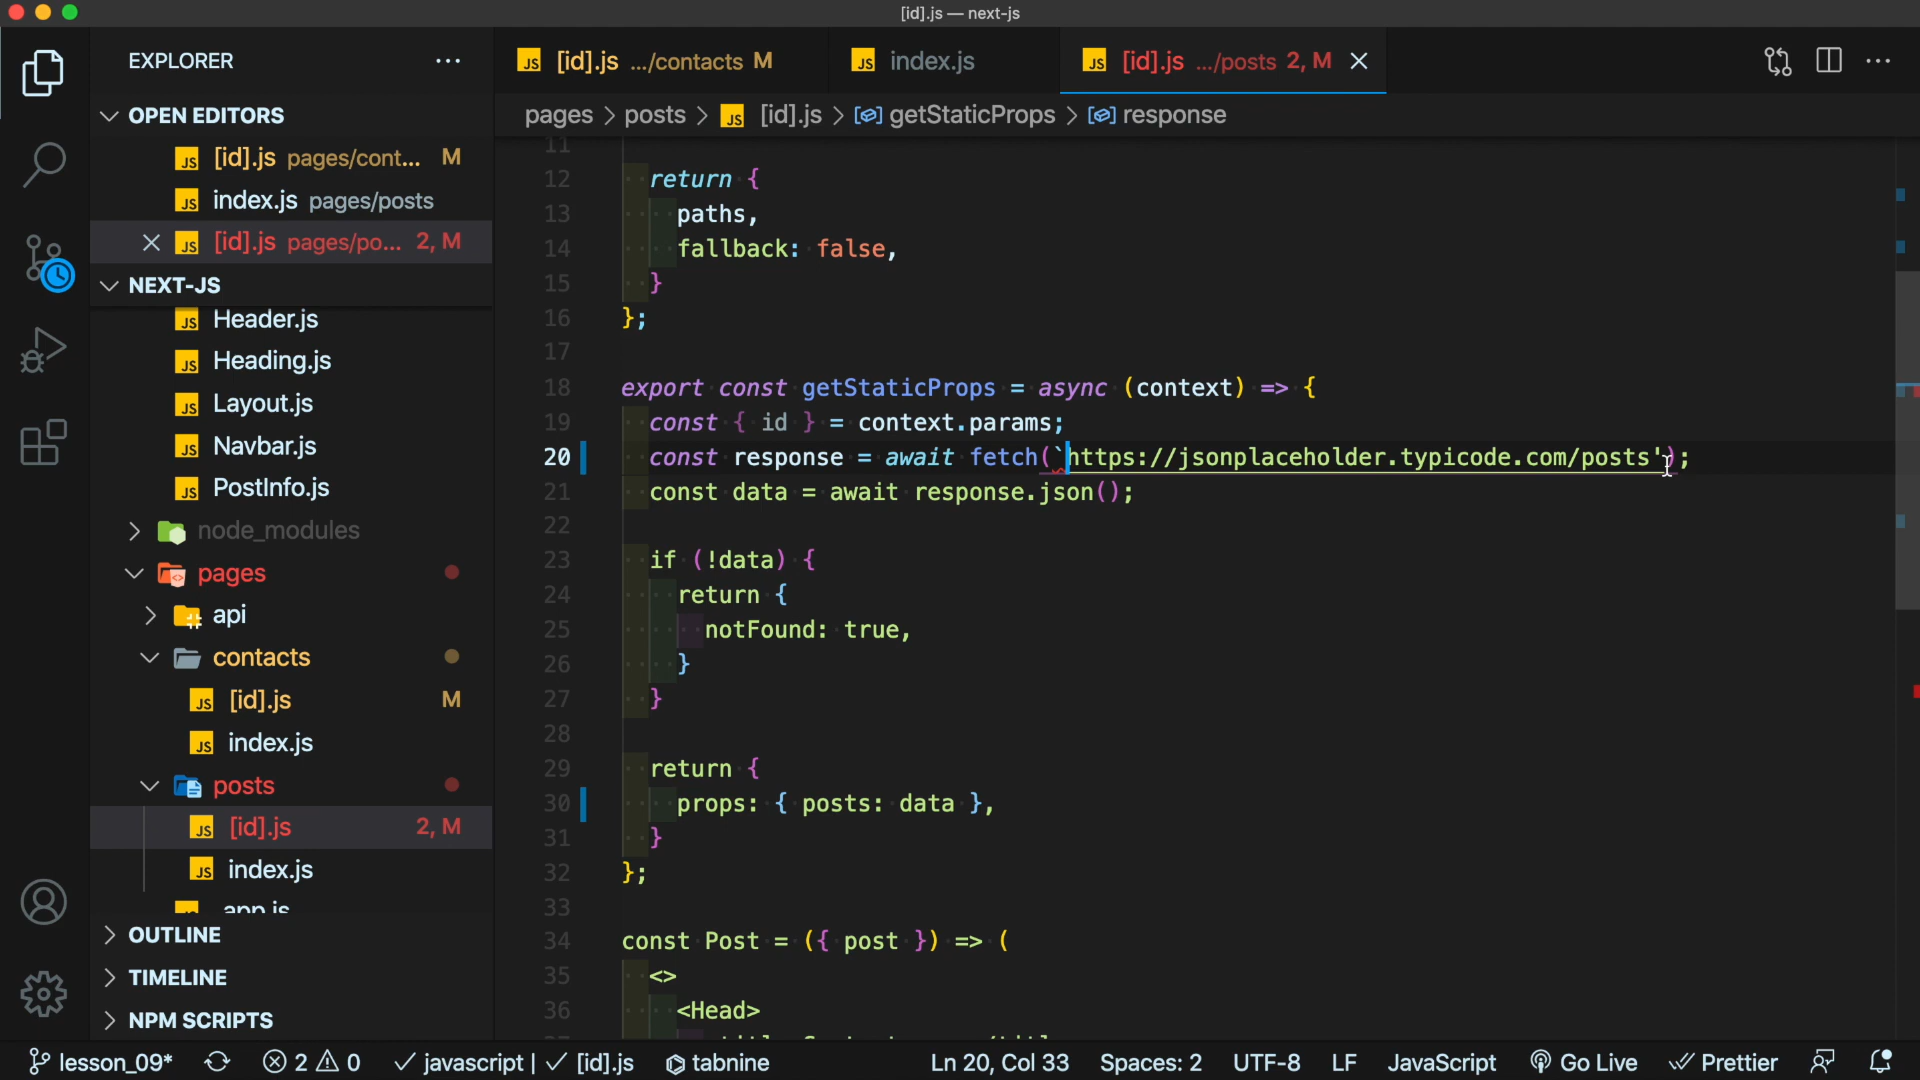 [id].js — next-js
EXPLORER
[id].js .../contacts M
index.js
[id].js .../posts 2, M
OPEN EDITORS
[id].js pages/cont... M
index.js pages/posts
[id].js pages/po... 2, M
NEXT-JS
Header.js
Heading.js
Layout.js
Navbar.js
PostInfo.js
node_modules
pages
api
contacts
[id].js M
index.js
posts
[id].js 2, M
index.js
OUTLINE
TIMELINE
NPM SCRIPTS
pages > posts > JS [id].js > getStaticProps > response
11
12 return {
13 paths,
14 fallback: false,
15 }
16 };
17
18 export const getStaticProps = async (context) => {
19 const { id } = context.params;
20 const response = await fetch(`https://jsonplaceholder.typicode.com/posts');
21 const data = await response.json();
22
23 if (!data) {
24 return {
25 notFound: true,
26 }
27 }
28
29 return {
30 props: { posts: data },
31 }
32 };
33
34 const Post = ({ post }) => (
35 <>
36 <Head>
lesson_09* 2 0 javascript | [id].js tabnine Ln 20, Col 33 Spaces: 2 UTF-8 LF JavaScript Go Live Prettier